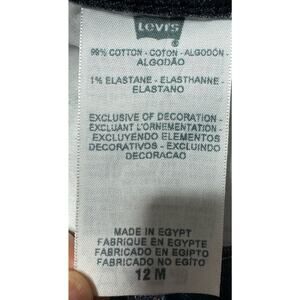 Levi's
®
99% COTTON - COTON - ALGODÓN -
ALGODÃO
1% ELASTANE - ELASTHANNE -
ELASTANO
EXCLUSIVE OF DECORATION -
EXCLUANT L'ORNEMENTATION -
EXCLUYENDO ELEMENTOS
DECORATIVOS - EXCLUINDO
DECORACAO
MADE IN EGYPT
FABRIQUE EN EGYPTE
FABRICADO EN EGIPTO
FABRICADO NO EGITO
12 M